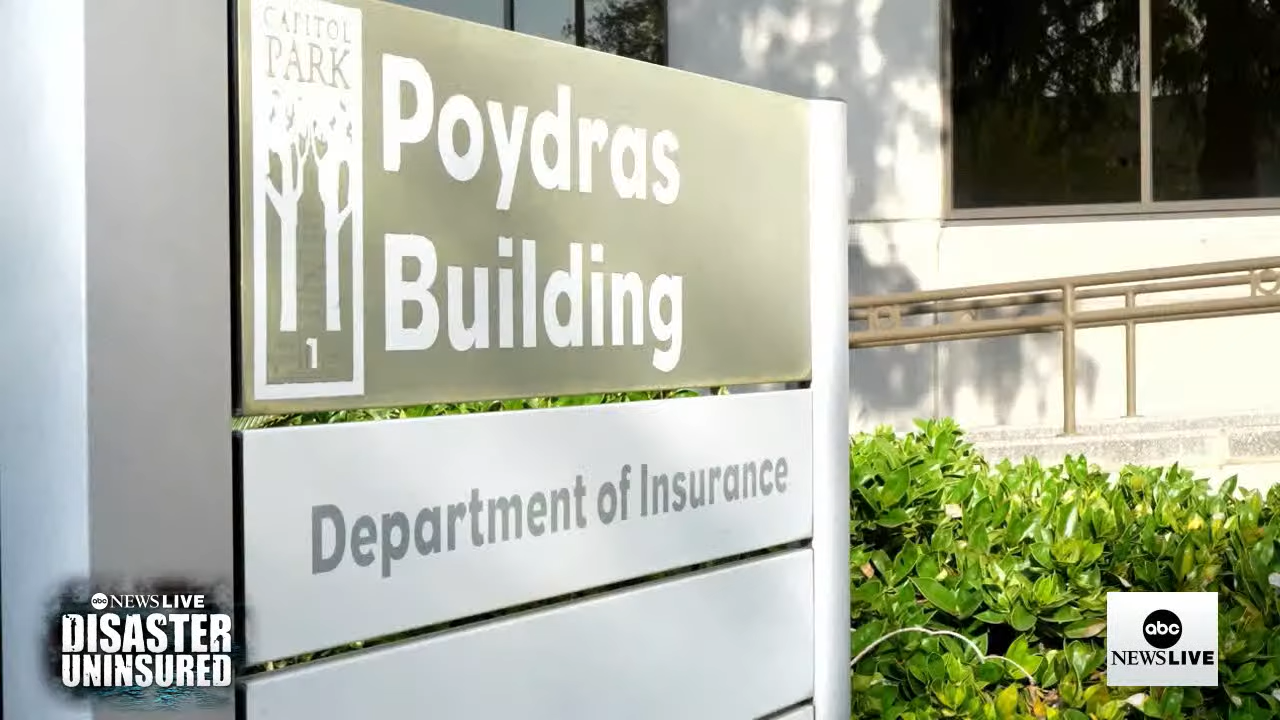 CAPITOL
PARK
1
Poydras
Building
Department of Insurance
abc NEWS LIVE
DISASTER
UNINSURED
abc
NEWS LIVE